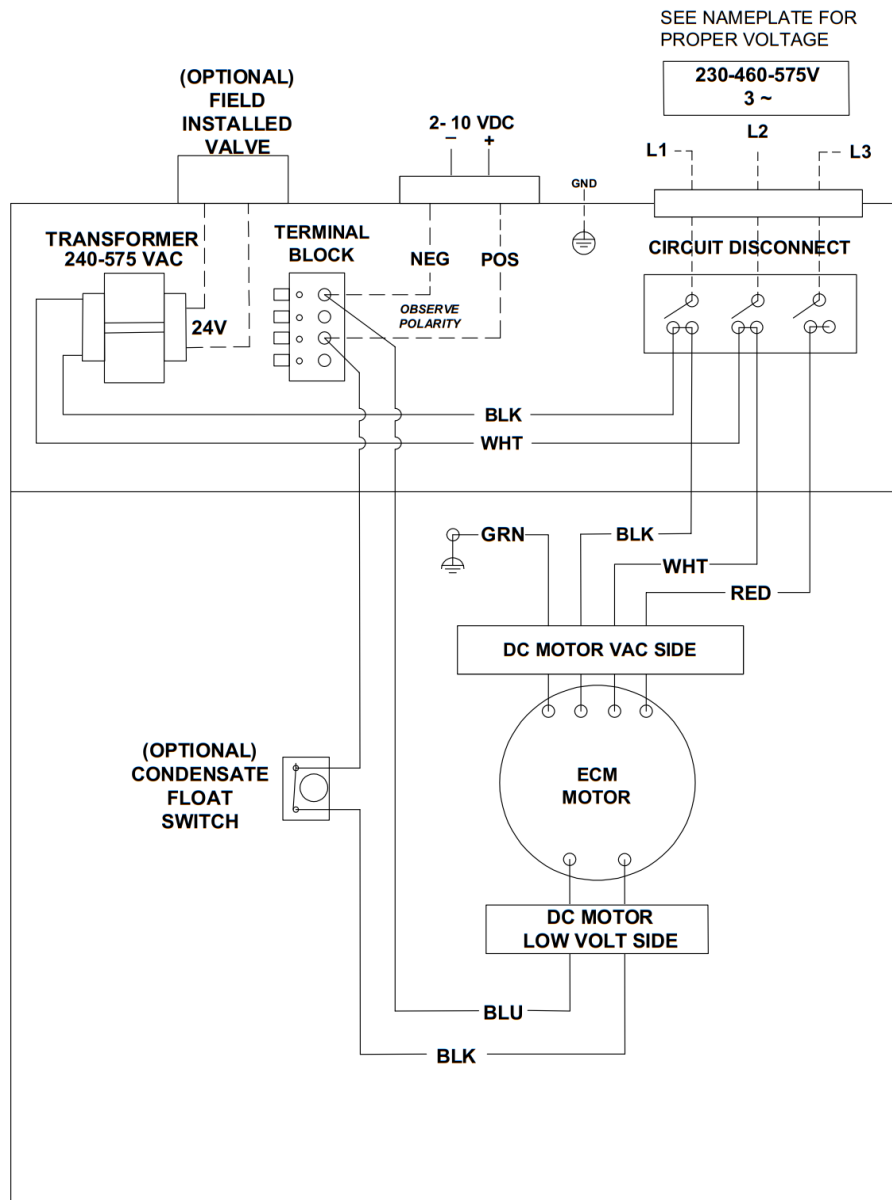 SEE NAMEPLATE FOR
PROPER VOLTAGE
230-460-575V
3 ~
(OPTIONAL)
FIELD
INSTALLED
VALVE
2- 10 VDC
− +
L1
L2
L3
GND
TRANSFORMER
240-575 VAC
24V
TERMINAL
BLOCK
NEG
POS
OBSERVE
POLARITY
CIRCUIT DISCONNECT
BLK
WHT
GRN
BLK
WHT
RED
DC MOTOR VAC SIDE
ECM
MOTOR
(OPTIONAL)
CONDENSATE
FLOAT
SWITCH
DC MOTOR
LOW VOLT SIDE
BLU
BLK